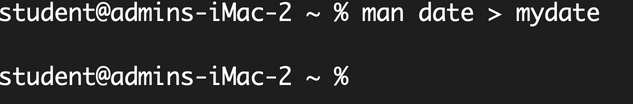 student@admins-iMac-2 ~ % man date > mydate
student@admins-iMac-2 ~ %